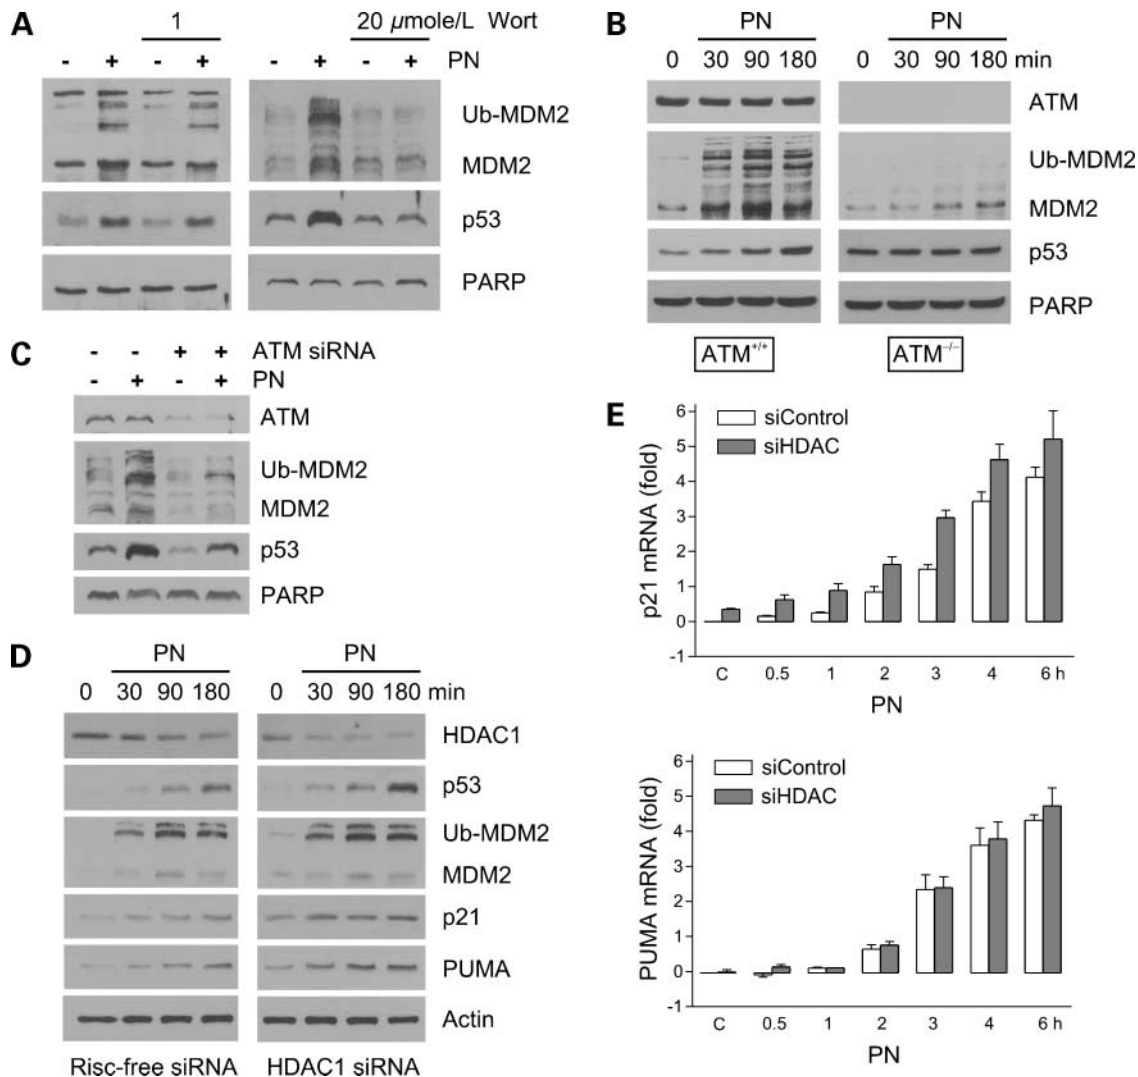 A
1
20 µmole/L Wort
- + - + - + - + PN
Ub-MDM2
MDM2
p53
PARP
B
PN
PN
0 30 90 180 0 30 90 180 min
ATM
Ub-MDM2
MDM2
p53
PARP
ATM+/+
ATM−/−
C
- - + + ATM siRNA
- + - + PN
ATM
Ub-MDM2
MDM2
p53
PARP
D
PN
PN
0 30 90 180 0 30 90 180 min
HDAC1
p53
Ub-MDM2
MDM2
p21
PUMA
Actin
Risc-free siRNA
HDAC1 siRNA
E
siControl
siHDAC
p21 mRNA (fold)
6
5
4
3
2
1
0
-1
C 0.5 1 2 3 4 6 h
PN
siControl
siHDAC
PUMA mRNA (fold)
6
5
4
3
2
1
0
-1
C 0.5 1 2 3 4 6 h
PN